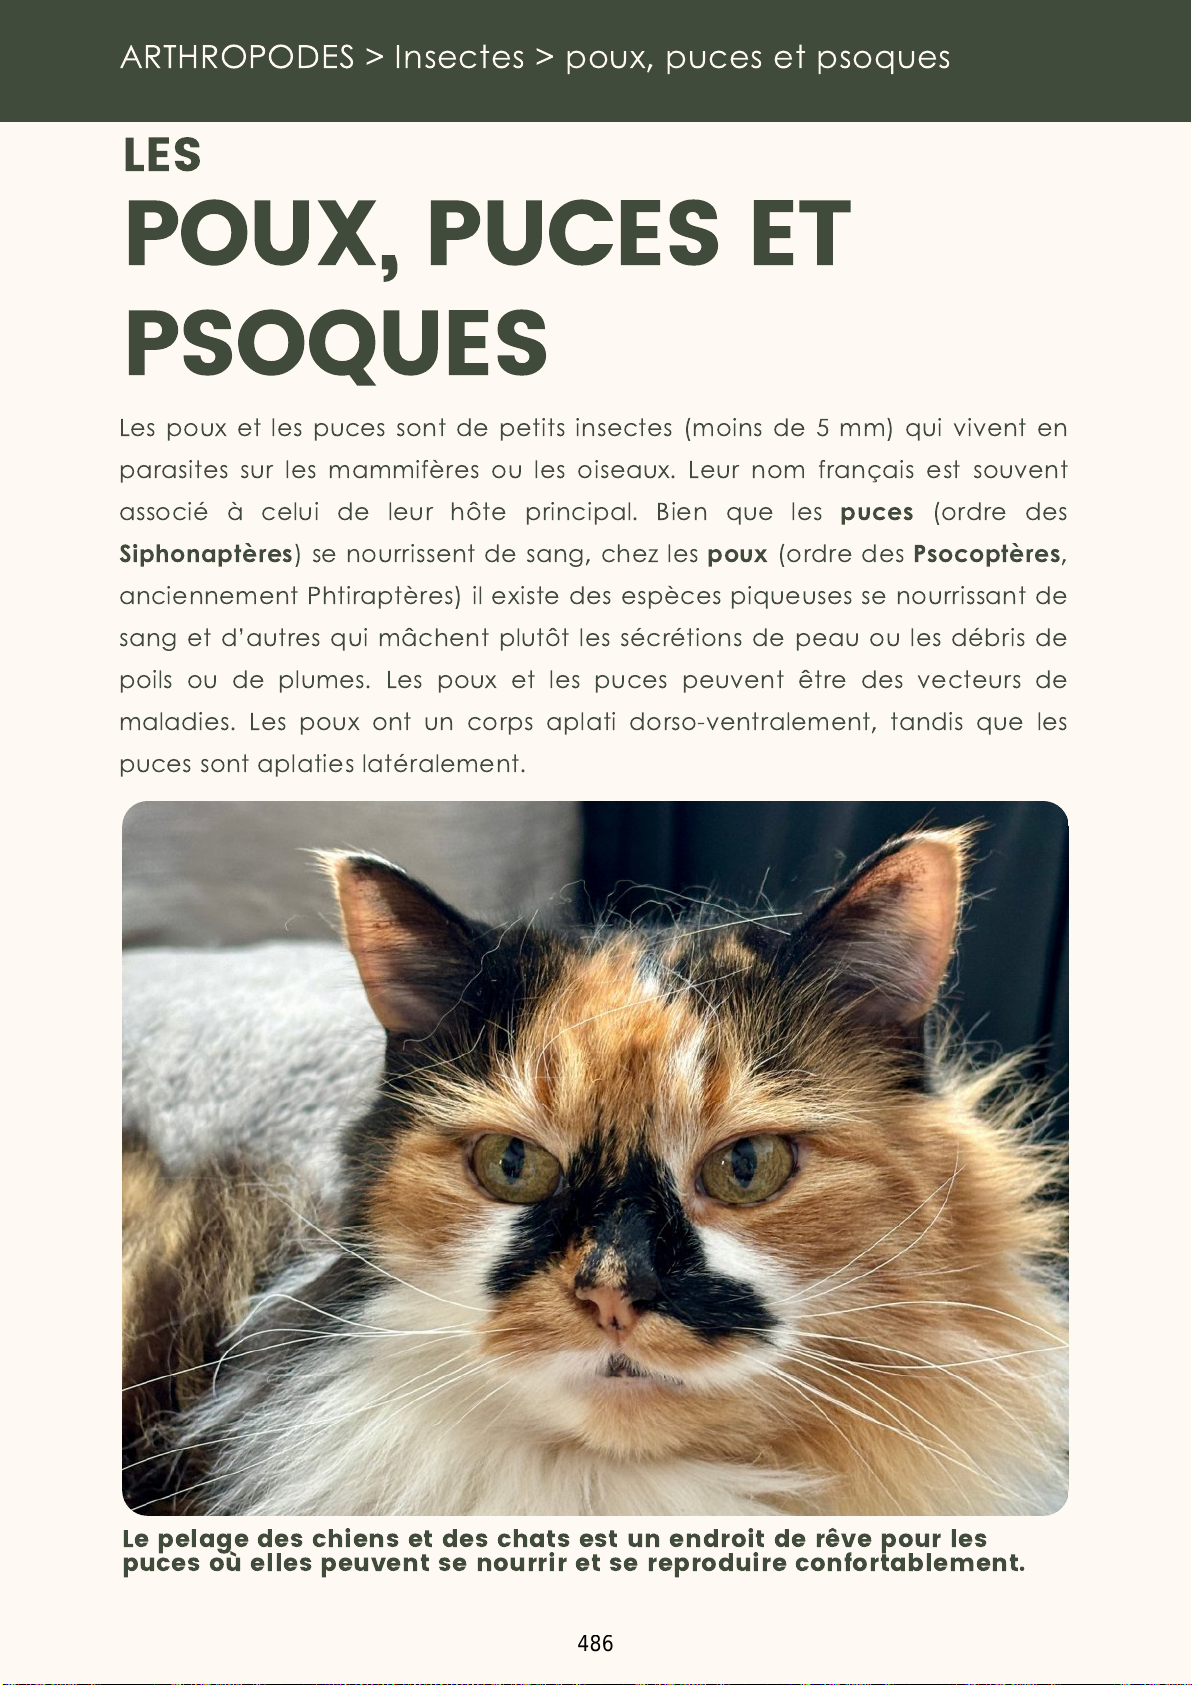 ARTHROPODES > Insectes > poux, puces et psoques
LES
POUX, PUCES ET
PSOQUES
Les poux et les puces sont de petits insectes (moins de 5 mm) qui vivent en
parasites sur les mammifères ou les oiseaux. Leur nom français est souvent
associé à celui de leur hôte principal. Bien que les puces (ordre des
Siphonaptères) se nourrissent de sang, chez les poux (ordre des Psocoptères,
anciennement Phtiraptères) il existe des espèces piqueuses se nourrissant de
sang et d’autres qui mâchent plutôt les sécrétions de peau ou les débris de
poils ou de plumes. Les poux et les puces peuvent être des vecteurs de
maladies. Les poux ont un corps aplati dorso-ventralement, tandis que les
puces sont aplaties latéralement.
Le pelage des chiens et des chats est un endroit de rêve pour les
puces où elles peuvent se nourrir et se reproduire confortablement.
486